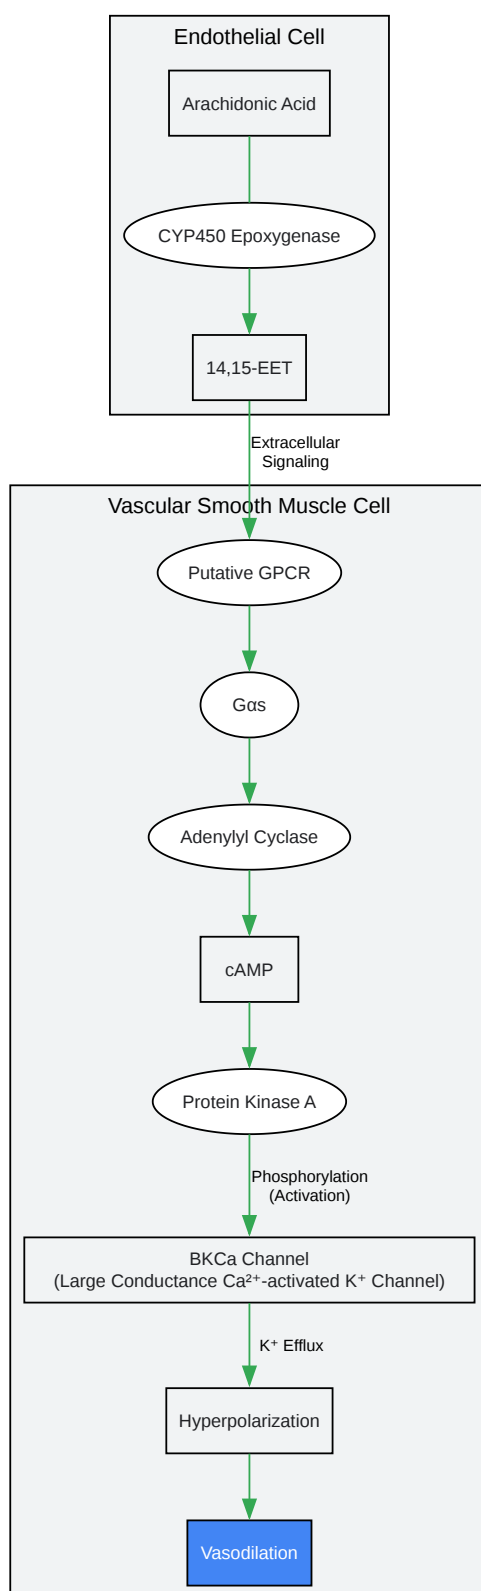 Endothelial Cell
Arachidonic Acid
CYP450 Epoxygenase
14,15-EET
Extracellular
Signaling
Vascular Smooth Muscle Cell
Putative GPCR
Gαs
Adenylyl Cyclase
cAMP
Protein Kinase A
Phosphorylation
(Activation)
BKCa Channel
(Large Conductance Ca²⁺-activated K⁺ Channel)
K⁺ Efflux
Hyperpolarization
Vasodilation